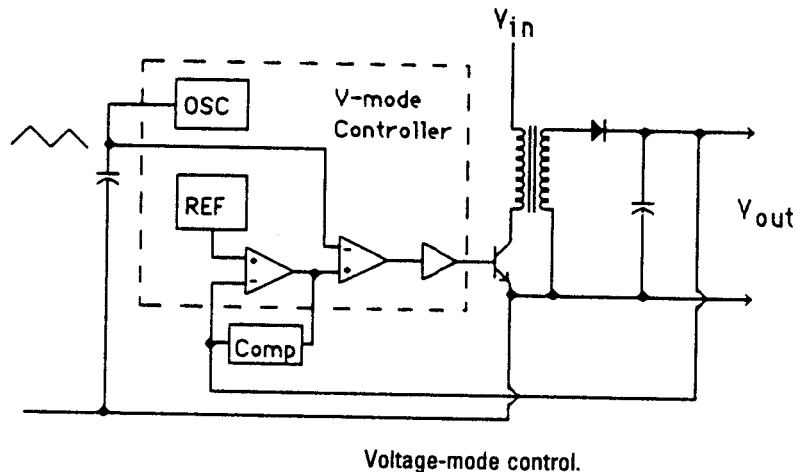 Vin
OSC
V-mode
Controller
REF
+
-
-
+
Comp
Vout
Voltage-mode control.